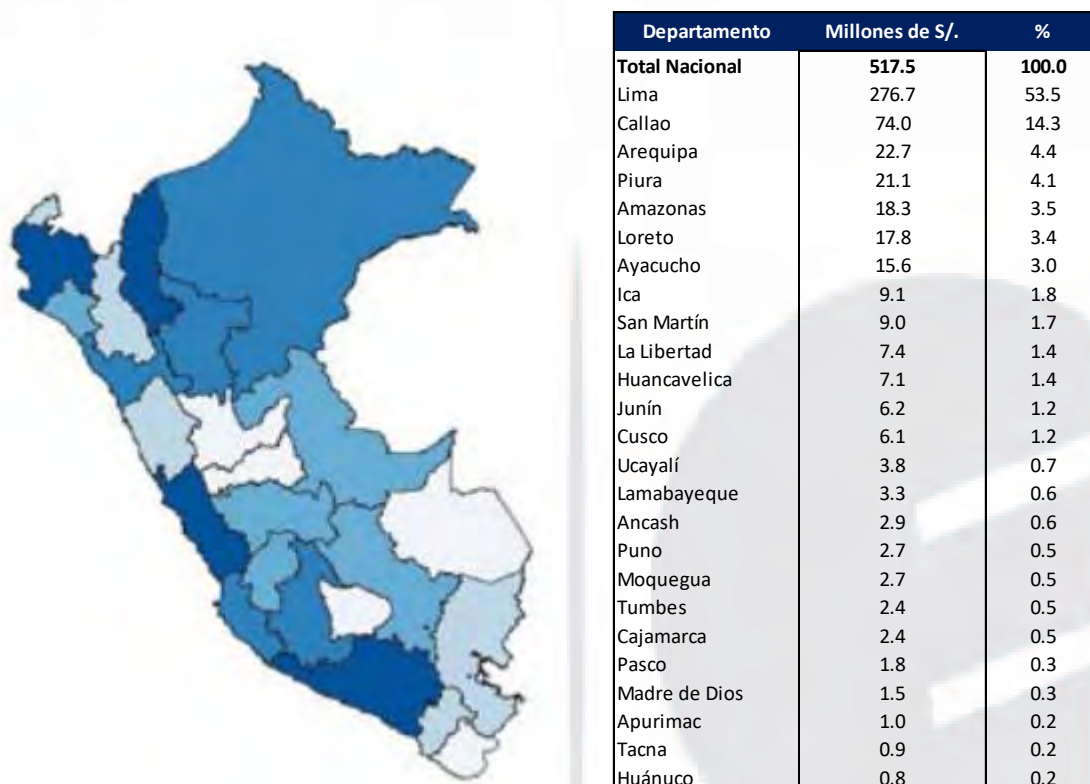 Departamento Millones de S/. %
Total Nacional 517.5 100.0
Lima 276.7 53.5
Callao 74.0 14.3
Arequipa 22.7 4.4
Piura 21.1 4.1
Amazonas 18.3 3.5
Loreto 17.8 3.4
Ayacucho 15.6 3.0
Ica 9.1 1.8
San Martín 9.0 1.7
La Libertad 7.4 1.4
Huancavelica 7.1 1.4
Junín 6.2 1.2
Cusco 6.1 1.2
Ucayalí 3.8 0.7
Lamabayeque 3.3 0.6
Ancash 2.9 0.6
Puno 2.7 0.5
Moquegua 2.7 0.5
Tumbes 2.4 0.5
Cajamarca 2.4 0.5
Pasco 1.8 0.3
Madre de Dios 1.5 0.3
Apurimac 1.0 0.2
Tacna 0.9 0.2
Huánuco 0.8 0.2